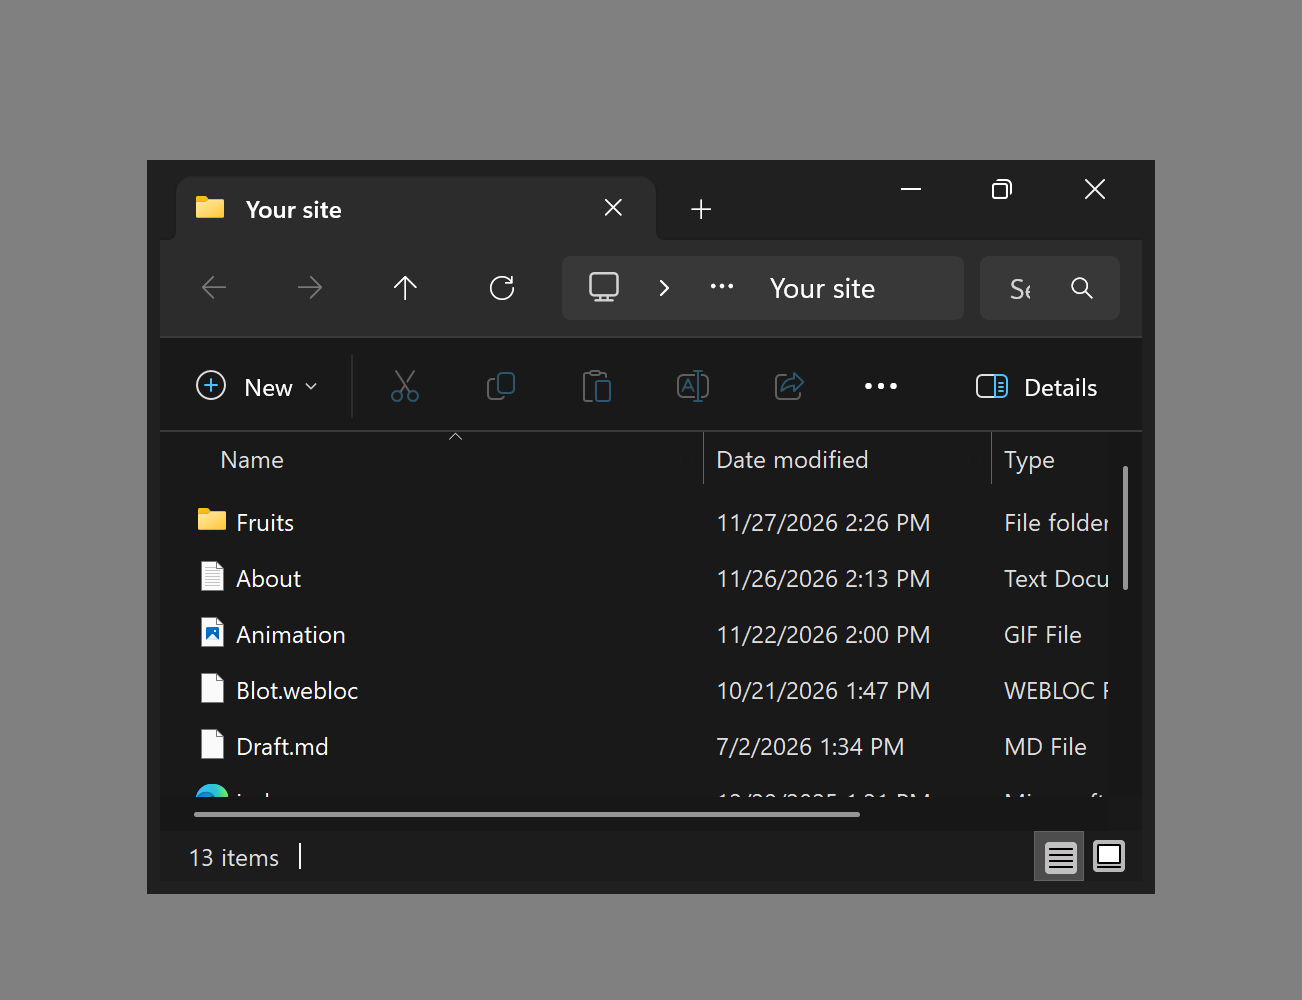 Your site
Your site
New
Details
Name Date modified Type
Fruits 11/27/2026 2:26 PM File folder
About 11/26/2026 2:13 PM Text Docu
Animation 11/22/2026 2:00 PM GIF File
Blot.webloc 10/21/2026 1:47 PM WEBLOC
Draft.md 7/2/2026 1:34 PM MD File
13 items